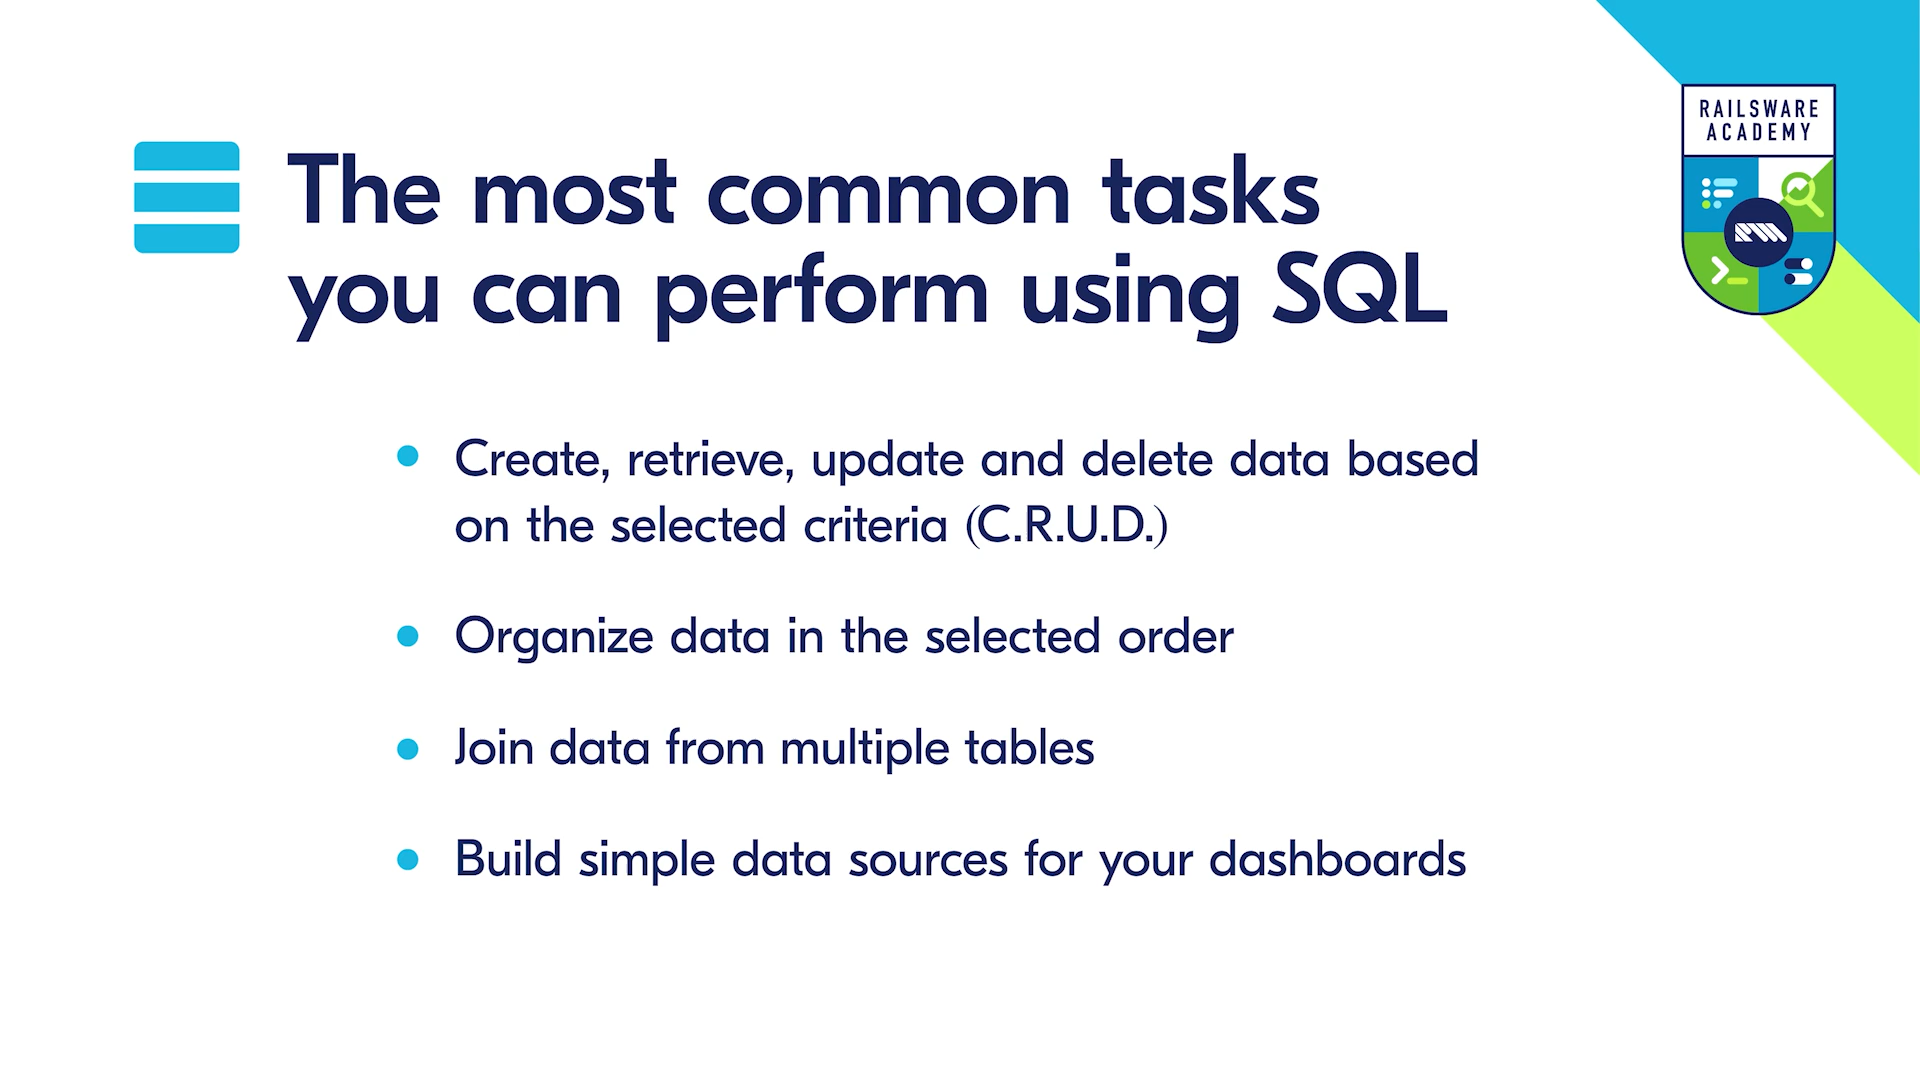 RAILSWARE
ACADEMY
The most common tasks
you can perform using SQL
Create, retrieve, update and delete data based
on the selected criteria (C.R.U.D.)
Organize data in the selected order
Join data from multiple tables
Build simple data sources for your dashboards